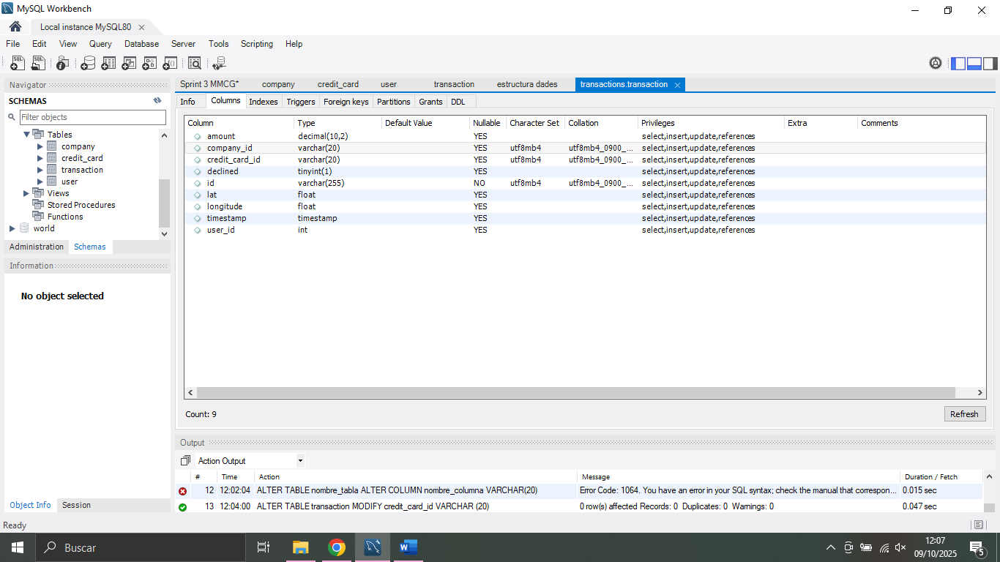 MySQL Workbench
Local instance MySQL80
File Edit View Query Database Server Tools Scripting Help
Navigator
SCHEMAS
Filter objects
Tables
company
credit_card
transaction
user
Views
Stored Procedures
Functions
world
Administration Schemas
Information
No object selected
Object Info Session
Sprint 3 MMCG* company credit_card user transaction estructura dades transactions.transaction
Info Columns Indexes Triggers Foreign keys Partitions Grants DDL
Column Type Default Value Nullable Character Set Collation Privileges Extra Comments
amount decimal(10,2) YES select,insert,update,references
company_id varchar(20) YES utf8mb4 utf8mb4_0900_... select,insert,update,references
credit_card_id varchar(20) YES utf8mb4 utf8mb4_0900_... select,insert,update,references
declined tinyint(1) YES select,insert,update,references
id varchar(255) NO utf8mb4 utf8mb4_0900_... select,insert,update,references
lat float YES select,insert,update,references
longitude float YES select,insert,update,references
timestamp timestamp YES select,insert,update,references
user_id int YES select,insert,update,references
Count: 9
Refresh
Output
Action Output
# Time Action Message Duration / Fetch
12 12:02:04 ALTER TABLE nombre_tabla ALTER COLUMN nombre_columna VARCHAR(20) Error Code: 1064. You have an error in your SQL syntax; check the manual that correspon... 0.015 sec
13 12:04:00 ALTER TABLE transaction MODIFY credit_card_id VARCHAR (20) 0 row(s) affected Records: 0 Duplicates: 0 Warnings: 0 0.047 sec
Ready
Buscar
12:07
09/10/2025
5